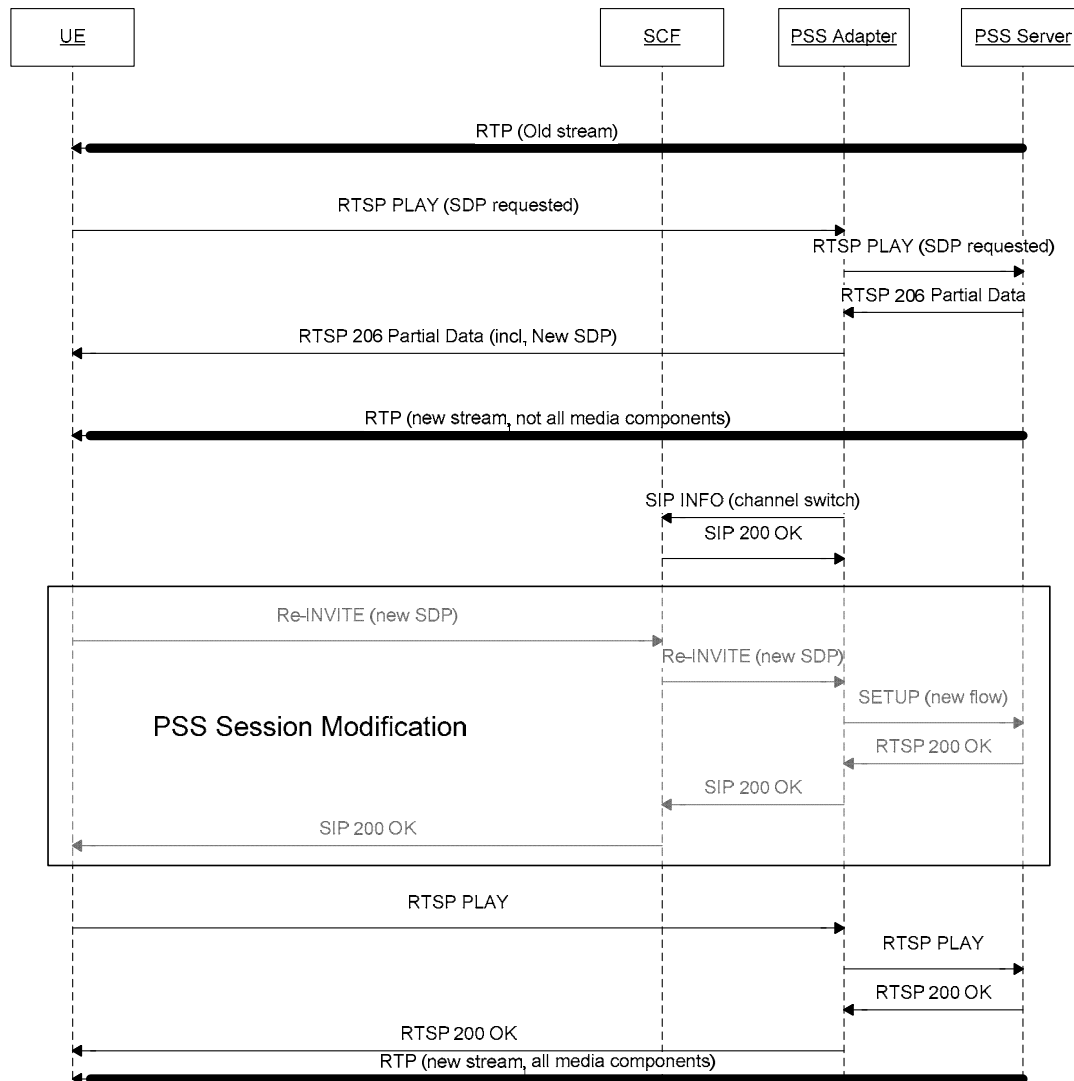 UE
SCF
PSS Adapter
PSS Server
RTP (Old stream)
RTSP PLAY (SDP requested)
RTSP PLAY (SDP requested)
RTSP 206 Partial Data
RTSP 206 Partial Data (incl, New SDP)
RTP (new stream, not all media components)
SIP INFO (channel switch)
SIP 200 OK
Re-INVITE (new SDP)
Re-INVITE (new SDP)
SETUP (new flow)
PSS Session Modification
RTSP 200 OK
SIP 200 OK
SIP 200 OK
RTSP PLAY
RTSP PLAY
RTSP 200 OK
RTSP 200 OK
RTP (new stream, all media components)